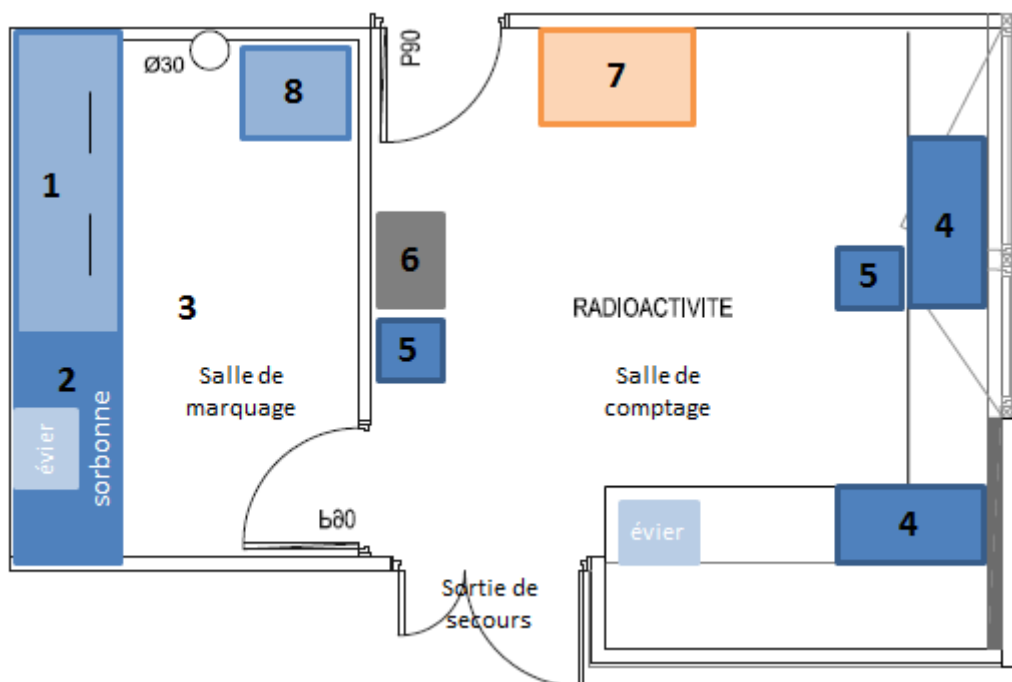 Ø30
8
P90
7
1
4
6
5
3
RADIOACTIVITE
5
2
Salle de
marquage
Salle de
comptage
évier
sorbonne
P90
évier
4
Sortie de
secours